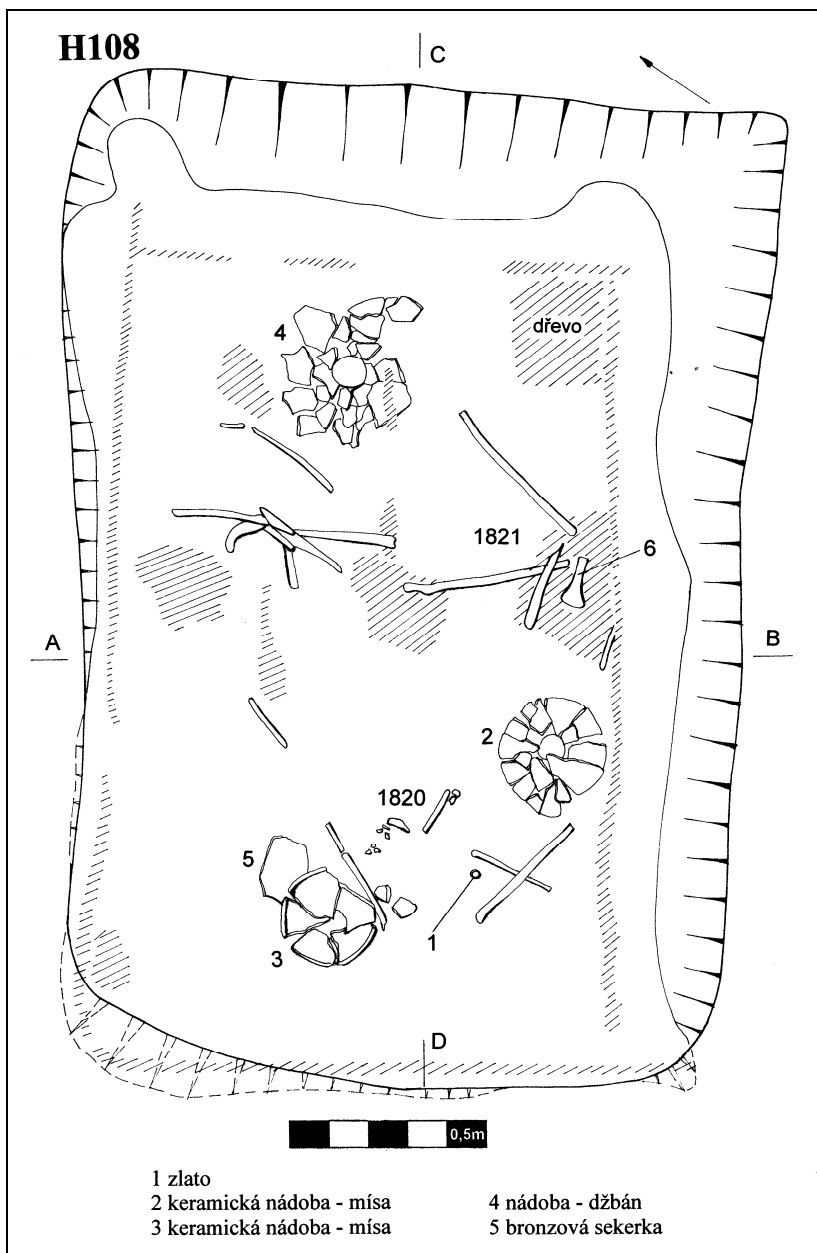 H108
C
4
dřevo
1821
6
A
B
2
1820
5
1
3
D
0,5m
1 zlato
2 keramická nádoba - mísa
3 keramická nádoba - mísa
4 nádoba - džbán
5 bronzová sekerka